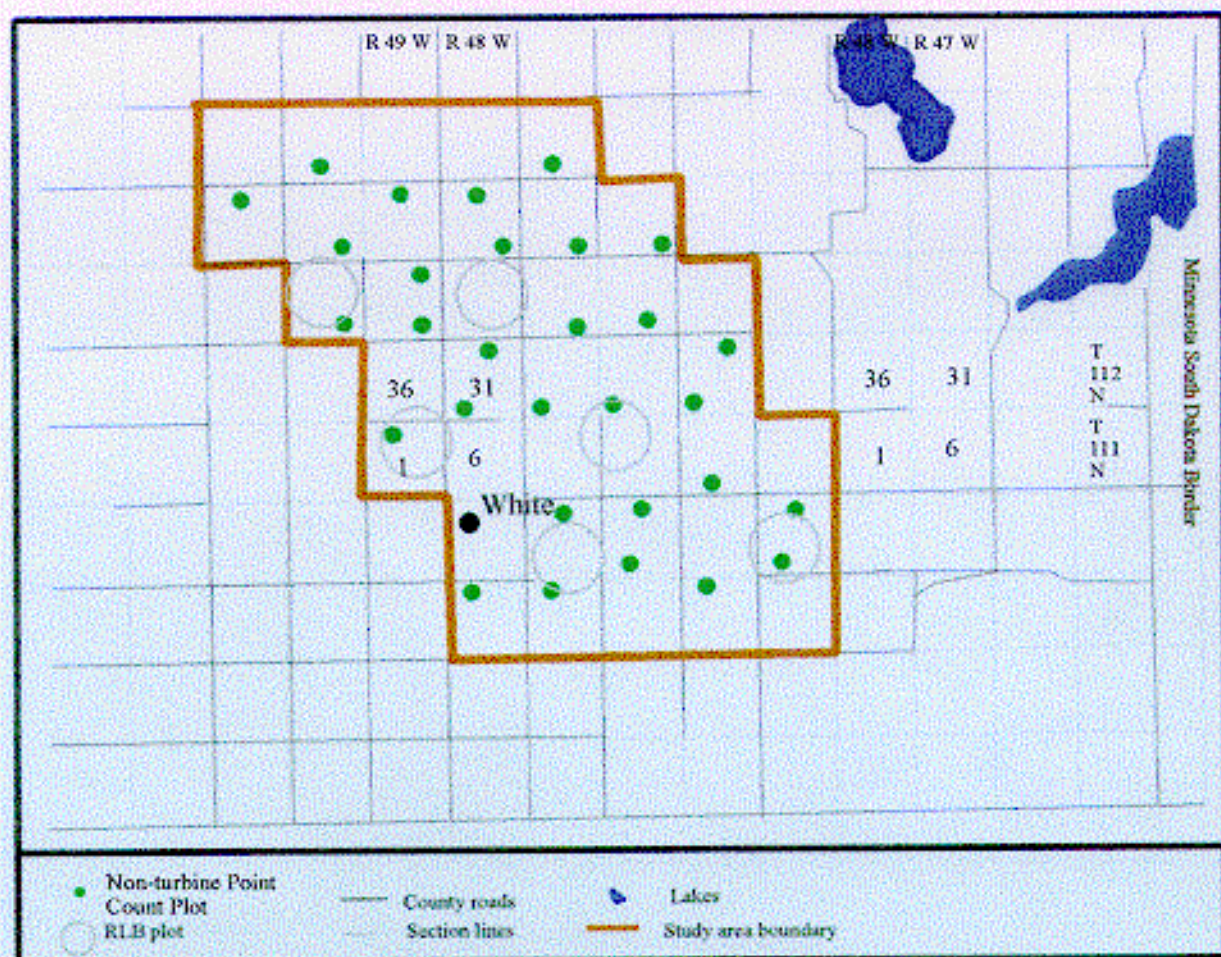 R 49 W R 48 W
R 48 W R 47 W
36 31
36 31
T
112
N
1 6
1 6
T
111
N
White
Minnesota South Dakota Border
Non-turbine Point
Count Plot
RLB plot
County roads
Section lines
Lakes
Study area boundary